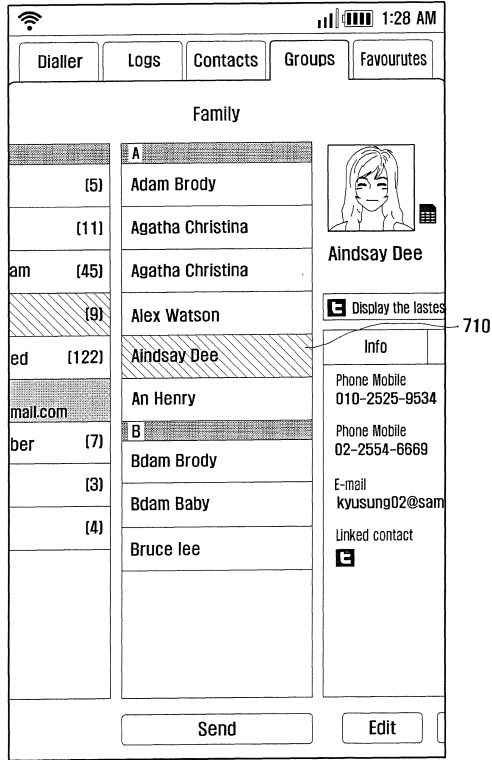 1:28 AM
Dialler
Logs
Contacts
Groups
Favourutes
Family
(5)
(11)
am (45)
(9)
ed (122)
mail.com
ber (7)
(3)
(4)
A
Adam Brody
Agatha Christina
Agatha Christina
Alex Watson
Aindsay Dee
An Henry
B
Bdam Brody
Bdam Baby
Bruce lee
Send
Aindsay Dee
t Display the lastes
710
Info
Phone Mobile
010-2525-9534
Phone Mobile
02-2554-6669
E-mail
kyusung02@sam
Linked contact
t
Edit